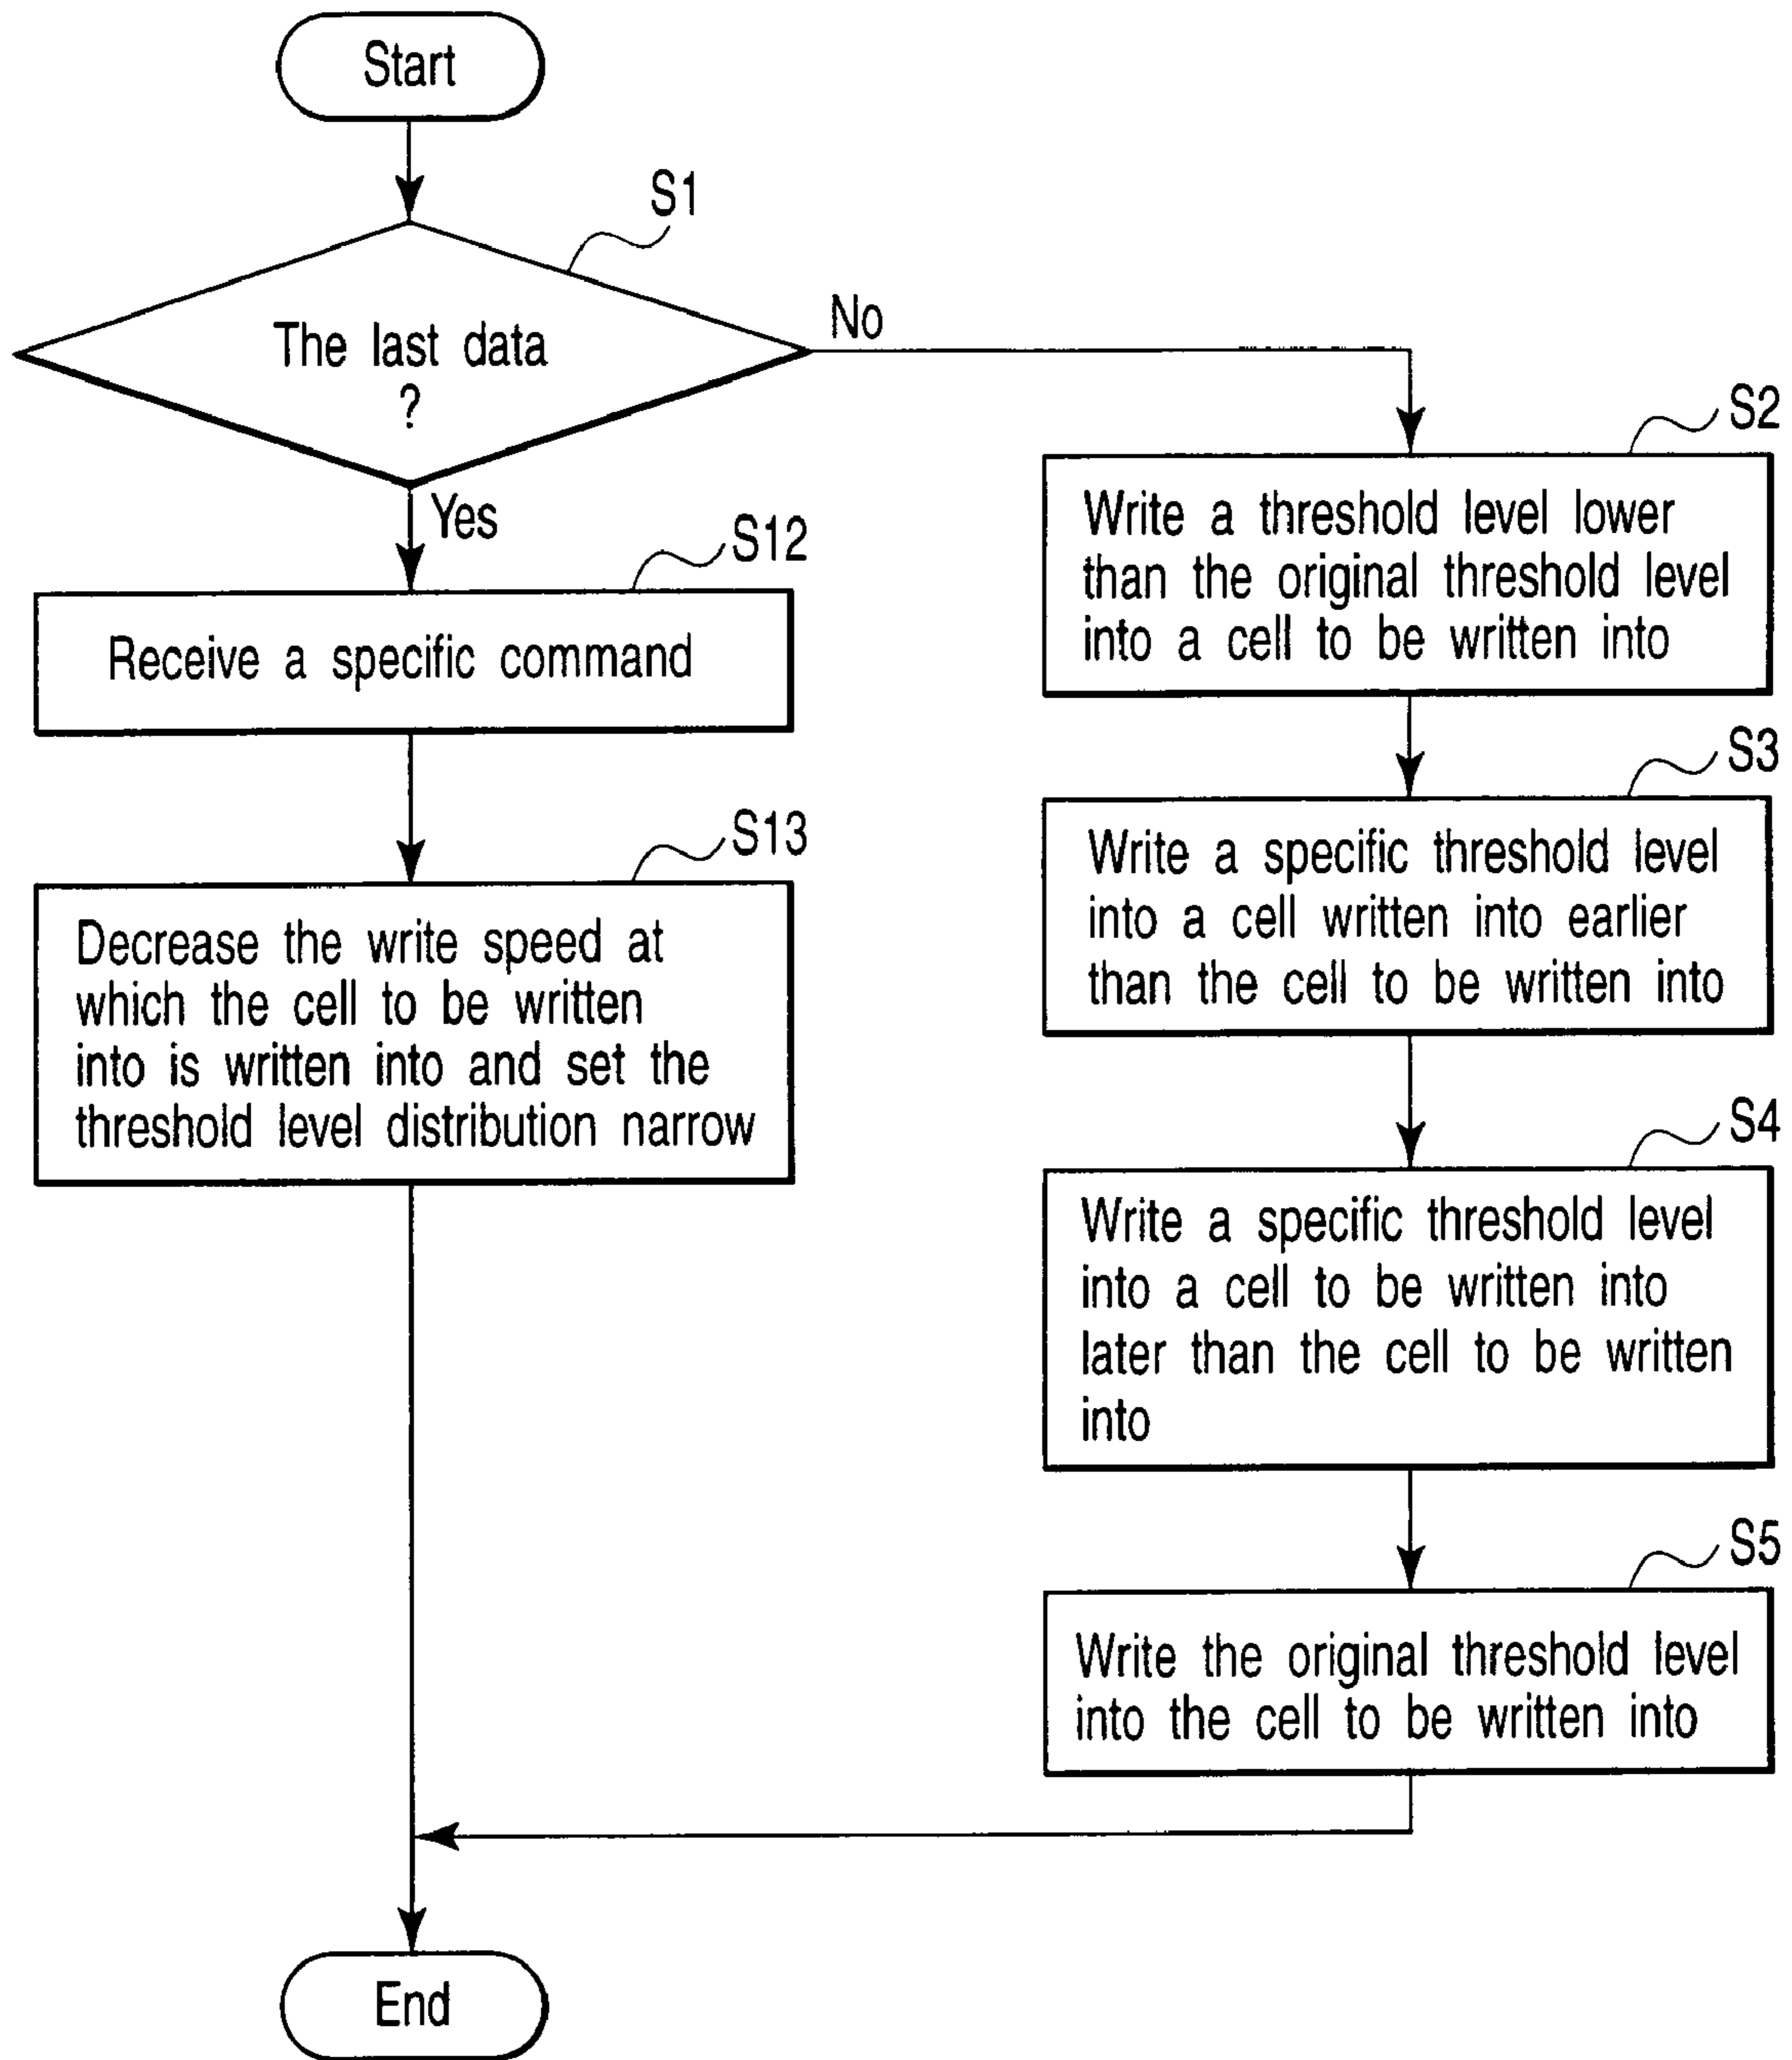 Start
S1
The last data
?
No
Yes
S12
Receive a specific command
S13
Decrease the write speed at
which the cell to be written
into is written into and set the
threshold level distribution narrow
S2
Write a threshold level lower
than the original threshold level
into a cell to be written into
S3
Write a specific threshold level
into a cell written into earlier
than the cell to be written into
S4
Write a specific threshold level
into a cell to be written into
later than the cell to be written
into
S5
Write the original threshold level
into the cell to be written into
End